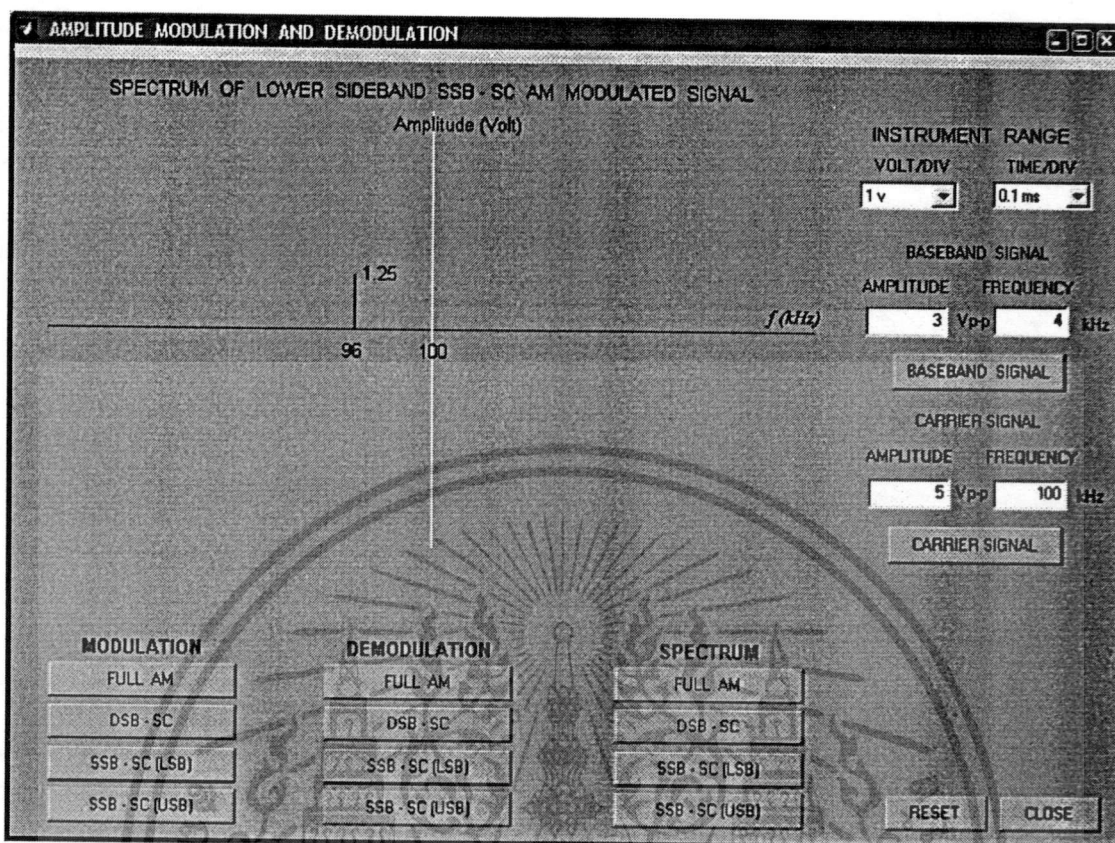 AMPLITUDE MODULATION AND DEMODULATION
SPECTRUM OF LOWER SIDEBAND SSB - SC AM MODULATED SIGNAL
Amplitude (Volt)
INSTRUMENT RANGE
VOLT/DIV TIME/DIV
1 v 0.1 ms
BASEBAND SIGNAL
AMPLITUDE FREQUENCY
3 Vp-p 4 kHz
BASEBAND SIGNAL
CARRIER SIGNAL
AMPLITUDE FREQUENCY
5 Vp-p 100 kHz
CARRIER SIGNAL
1.25
f (kHz)
96 100
MODULATION
FULL AM
DSB - SC
SSB - SC (LSB)
SSB - SC (USB)
DEMODULATION
FULL AM
DSB - SC
SSB - SC (LSB)
SSB - SC (USB)
SPECTRUM
FULL AM
DSB - SC
SSB - SC (LSB)
SSB - SC (USB)
RESET CLOSE